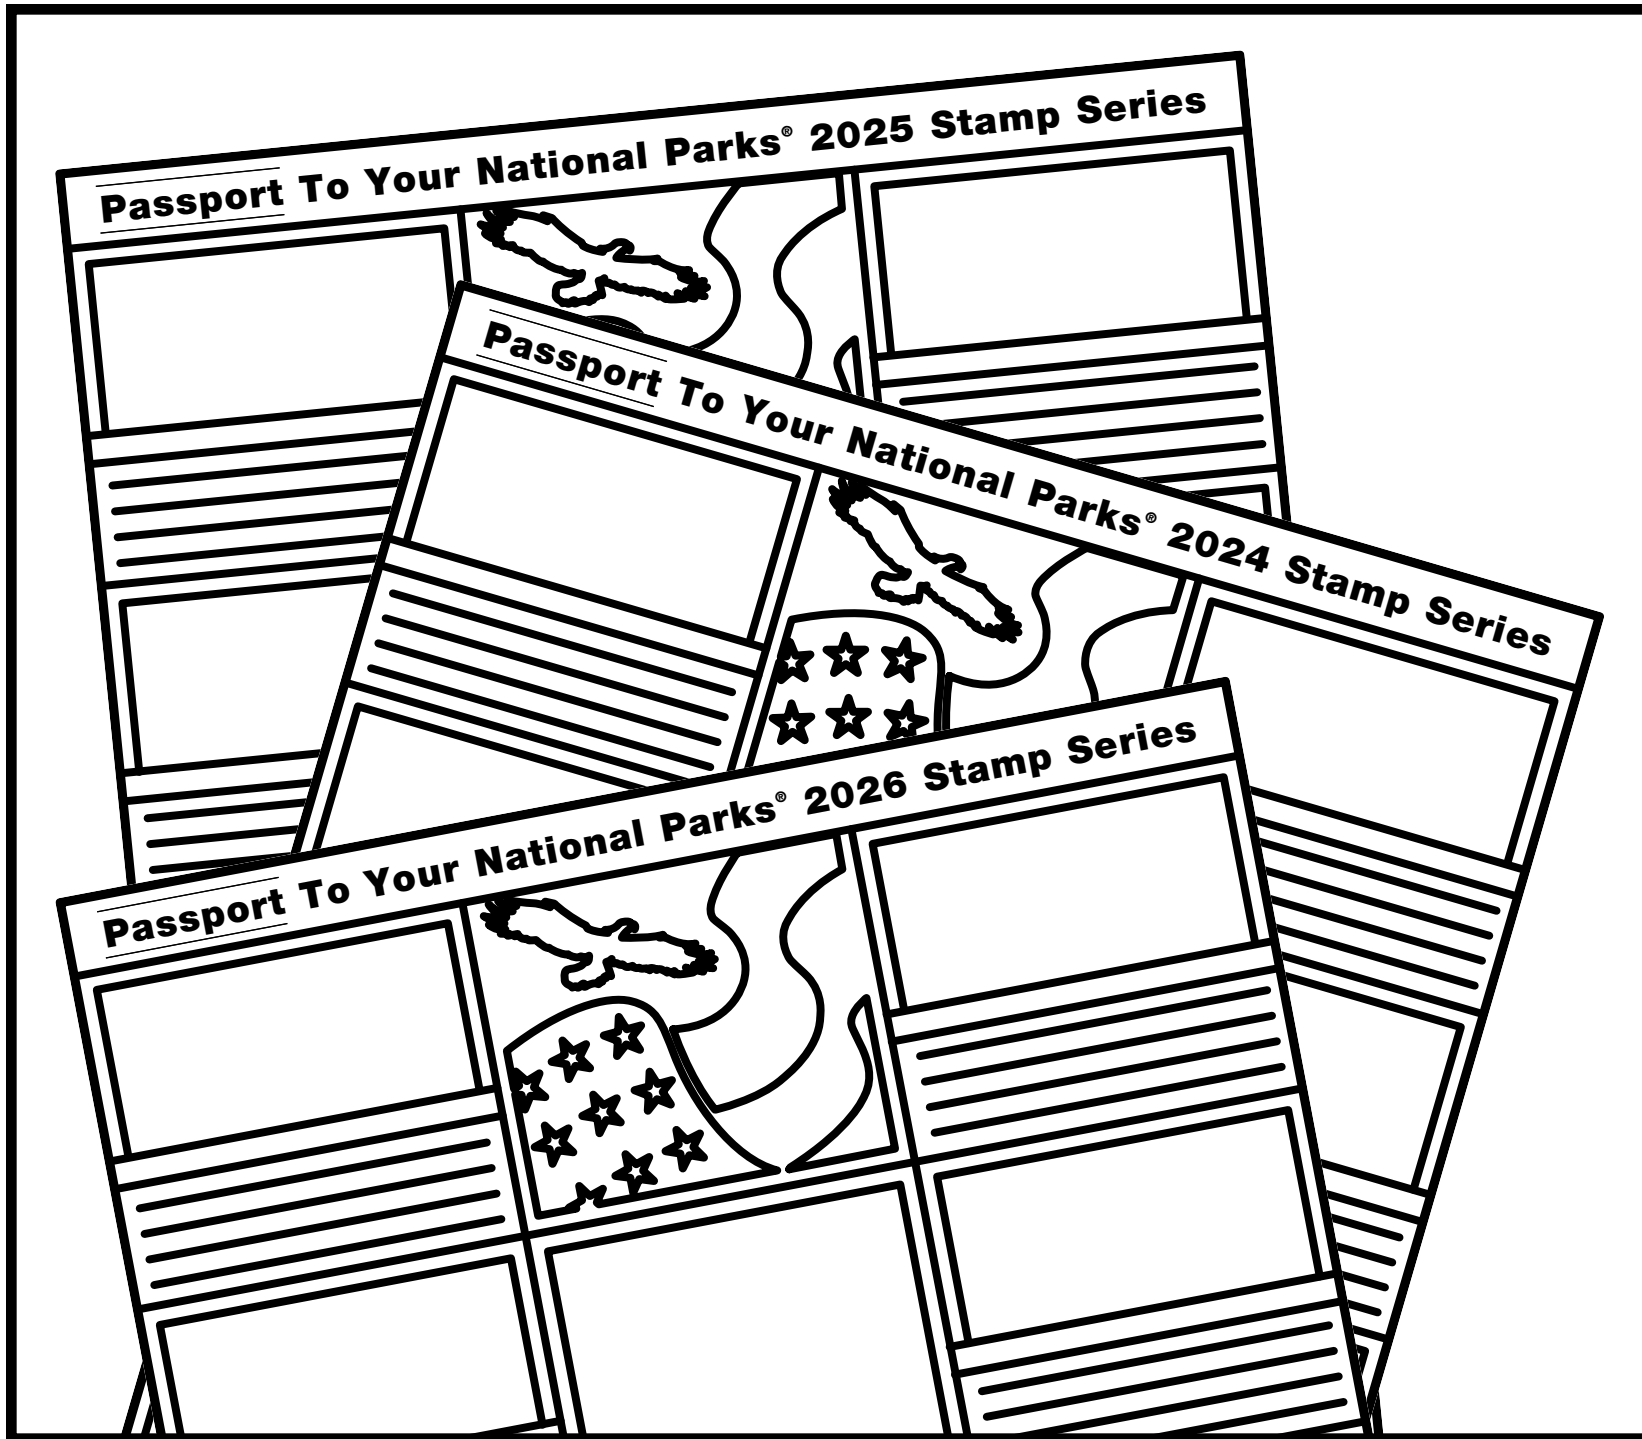 Passport To Your National Parks® 2025 Stamp Series
Passport To Your National Parks® 2024 Stamp Series
Passport To Your National Parks® 2026 Stamp Series